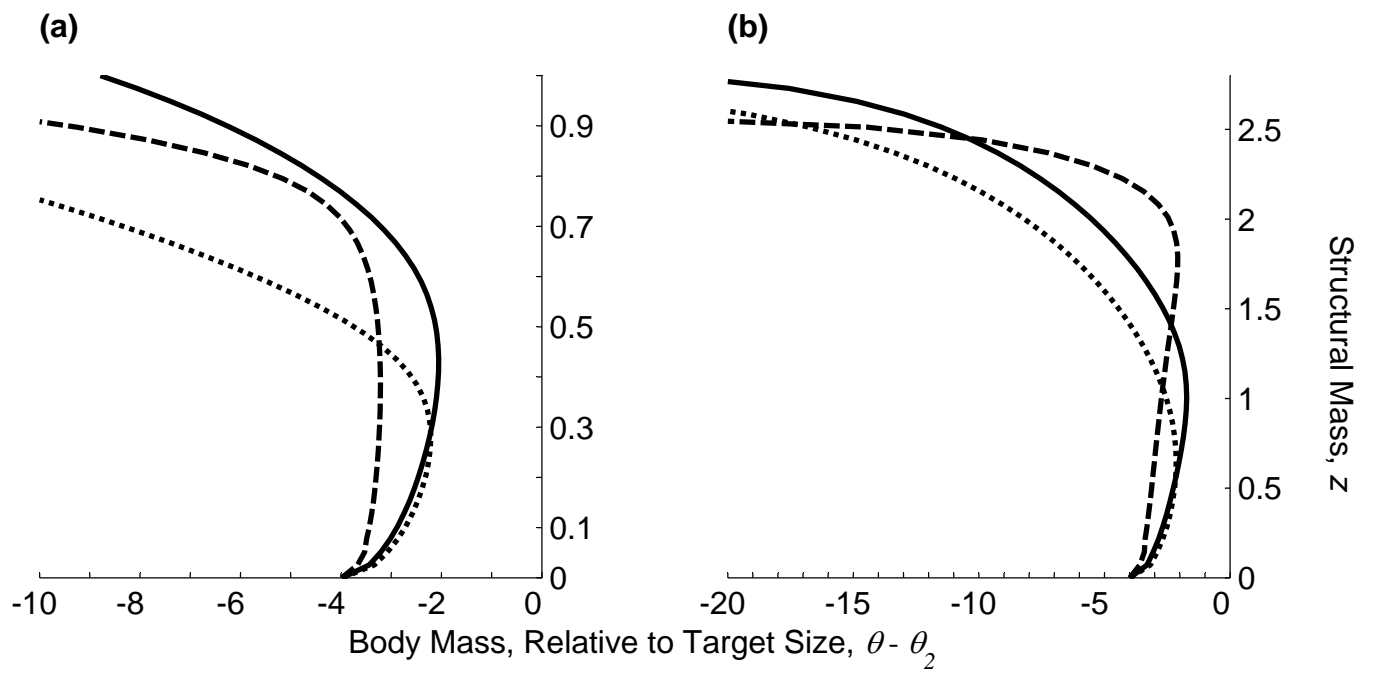 (a)
(b)
0.9
0.7
0.5
0.3
0.1
0
-10 -8 -6 -4 -2 0
2.5
2
1.5
1
0.5
0
-20 -15 -10 -5 0
Structural Mass, z
Body Mass, Relative to Target Size, θ - θ2